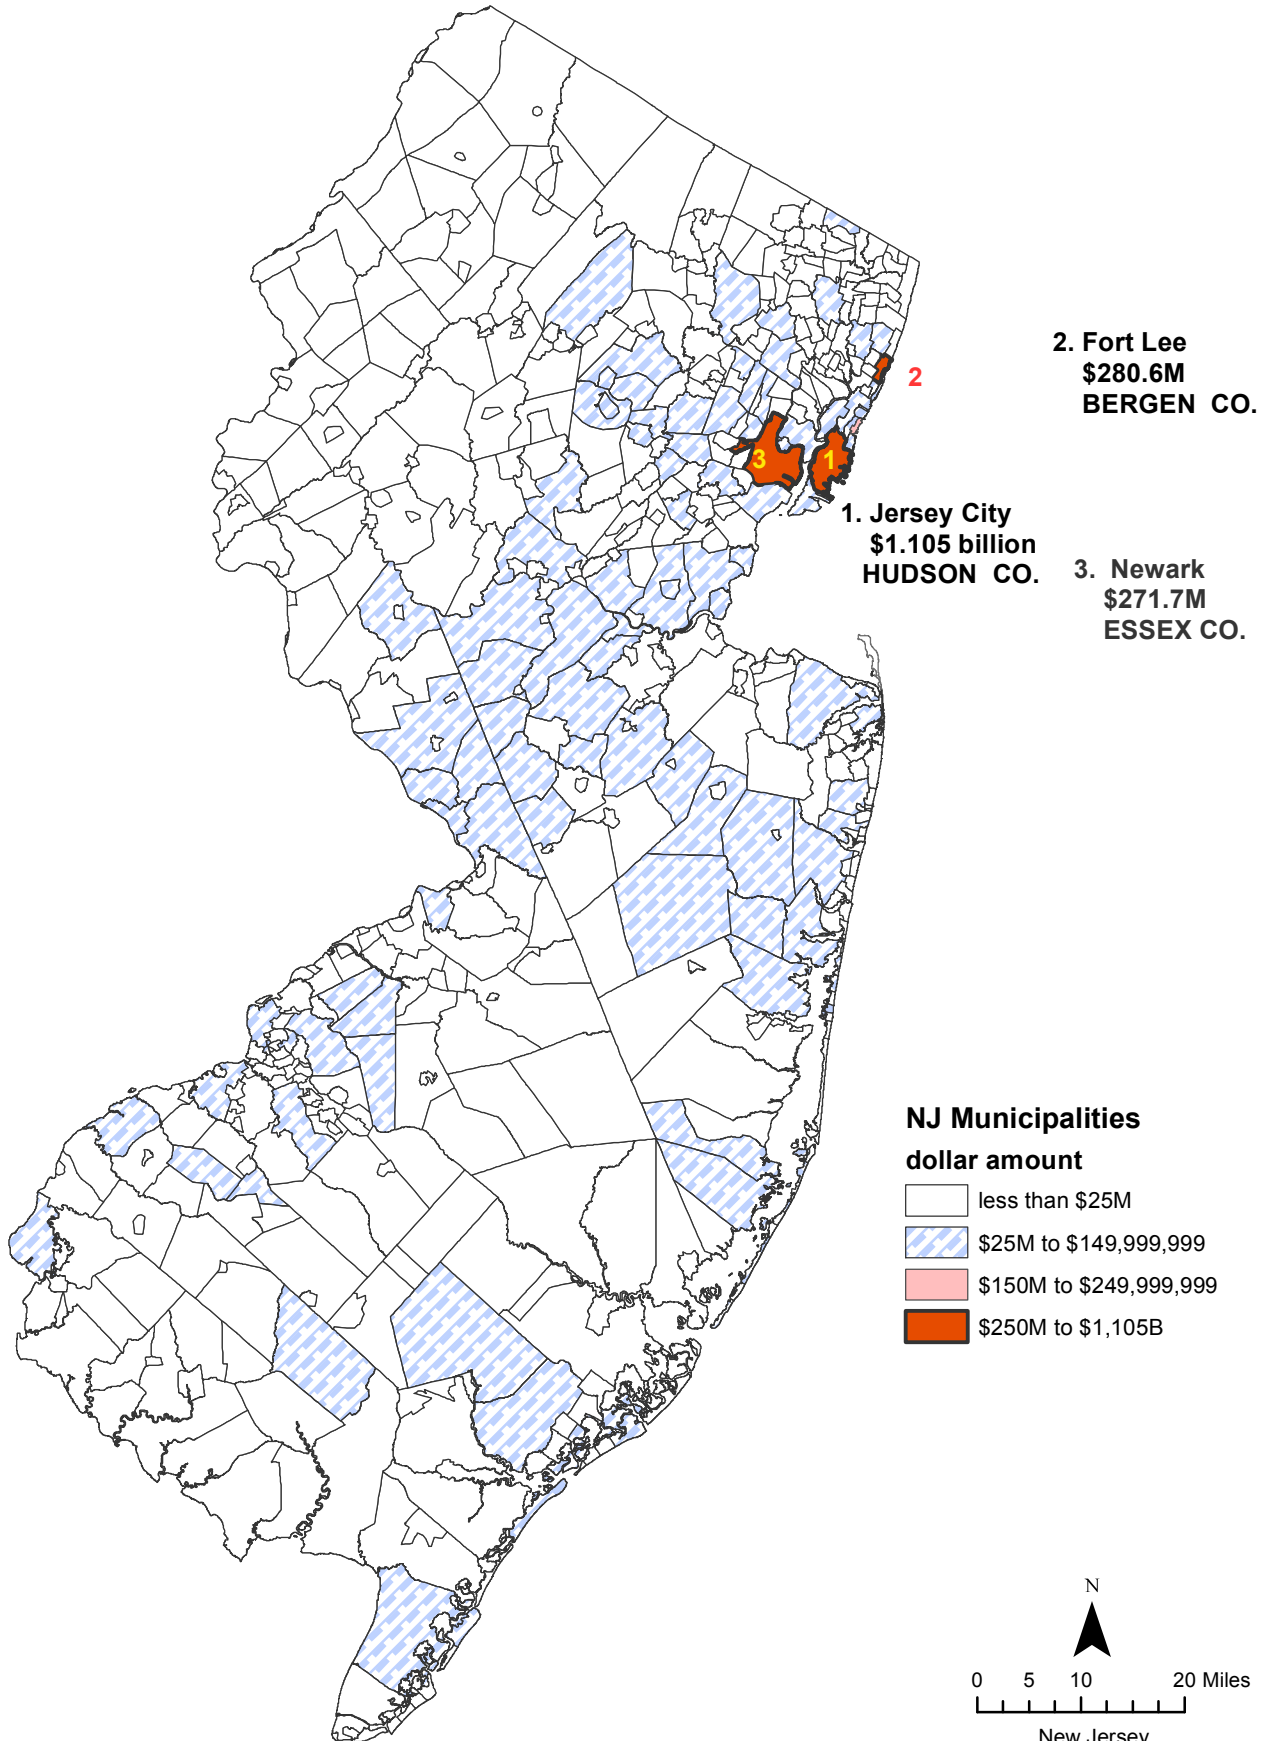 2. Fort Lee
$280.6M
BERGEN CO.
2
3
1
1. Jersey City
$1.105 billion
HUDSON CO.
3. Newark
$271.7M
ESSEX CO.
NJ Municipalities
dollar amount
less than $25M
$25M to $149,999,999
$150M to $249,999,999
$250M to $1,105B
N
0 5 10 20 Miles
New Jersey